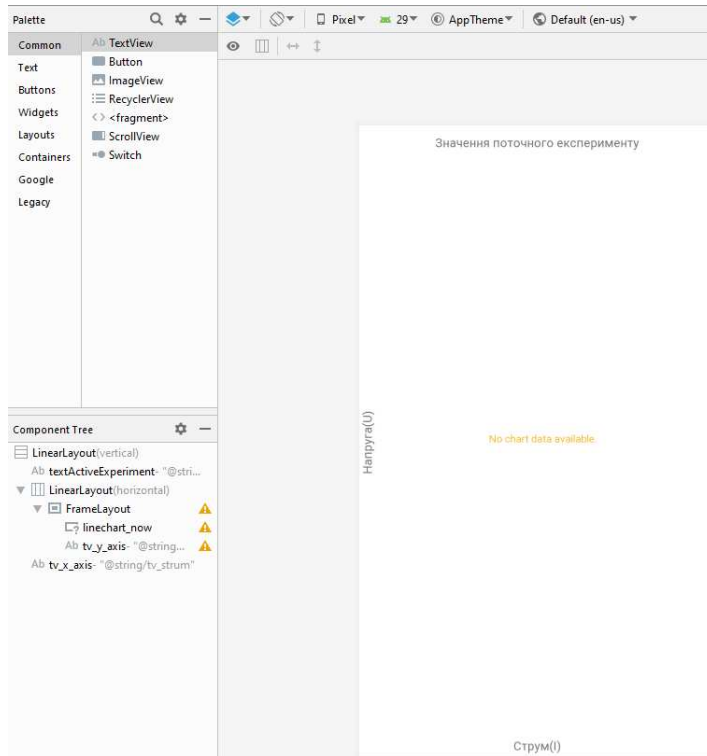 Palette
Pixel 29 AppTheme Default (en-us)
Common
Text
Buttons
Widgets
Layouts
Containers
Google
Legacy
Ab TextView
Button
ImageView
RecyclerView
<> <fragment>
ScrollView
Switch
Значення поточного експерименту
Напруга(U)
No chart data available.
Струм(I)
Component Tree
LinearLayout(vertical)
Ab textActiveExperiment- "@stri...
LinearLayout(horizontal)
FrameLayout
linechart_now
Ab tv_y_axis- "@string...
Ab tv_x_axis- "@string/tv_strum"